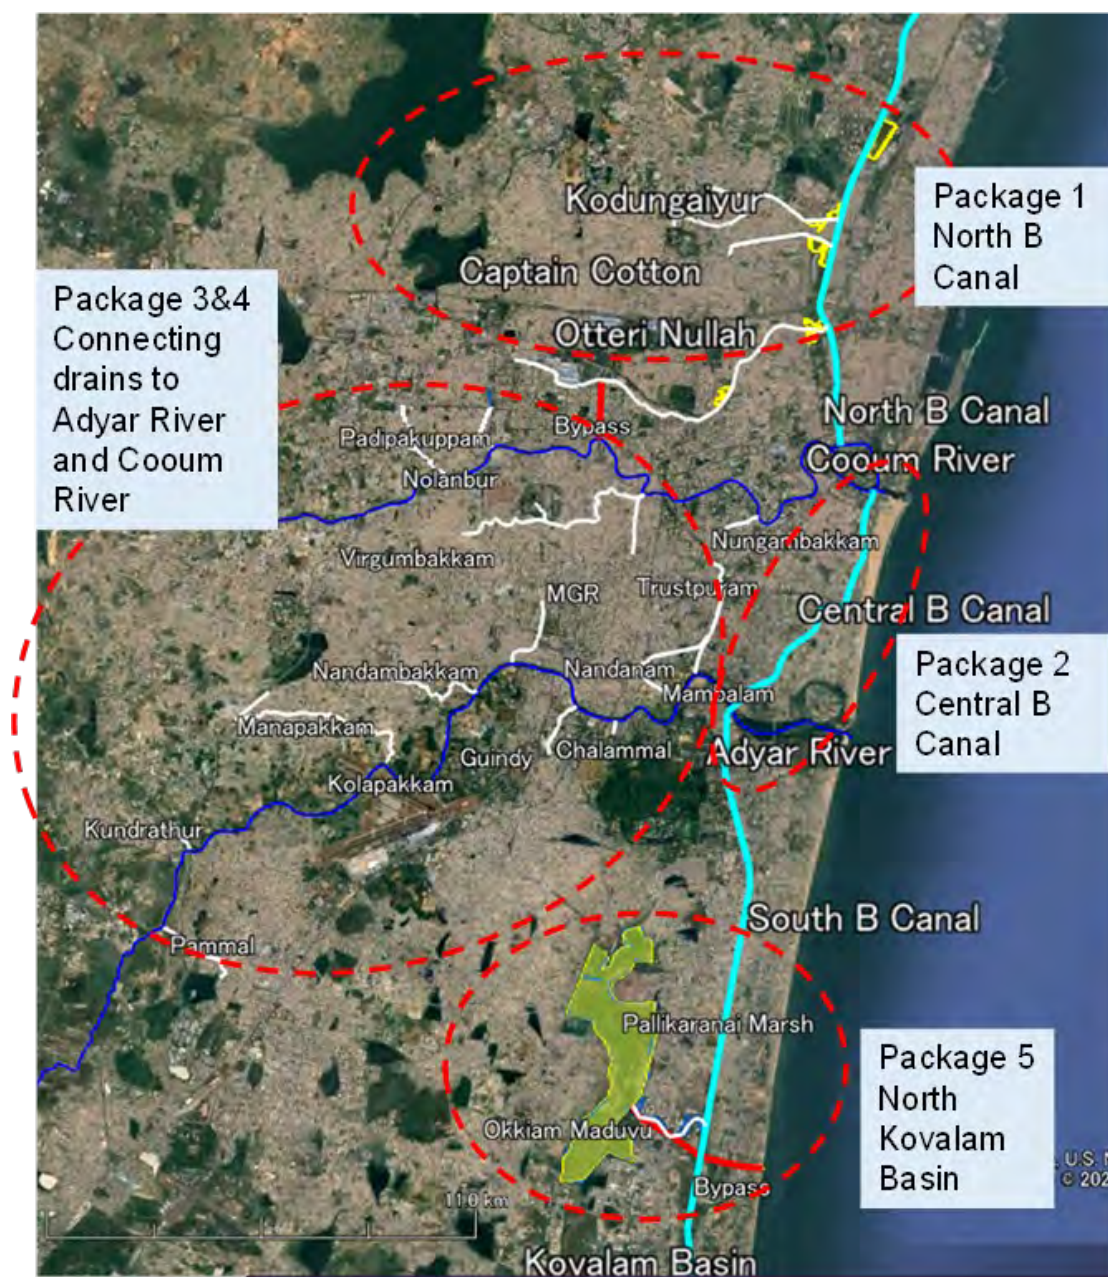 Kodungaiyur
Captain Cotton
Otteri Nullah
Package 1
North B
Canal
Package 3&4
Connecting
drains to
Adyar River
and Cooum
River
North B Canal
Bypass
Padipakuppam
Cooum River
Nolanbur
Nungambakkam
Virgumbakkam
Trustpuram
MGR
Central B Canal
Nandambakkam
Nandanam
Mambalam
Package 2
Central B
Canal
Manapakkam
Guindy
Chalammal
Adyar River
Kolapakkam
Kundrathur
South B Canal
Pammal
Pallikaranai Marsh
Package 5
North
Kovalam
Basin
Okkiam Maduvu
Bypass
11.0 km
Kovalam Basin
, U.S. N
© 202